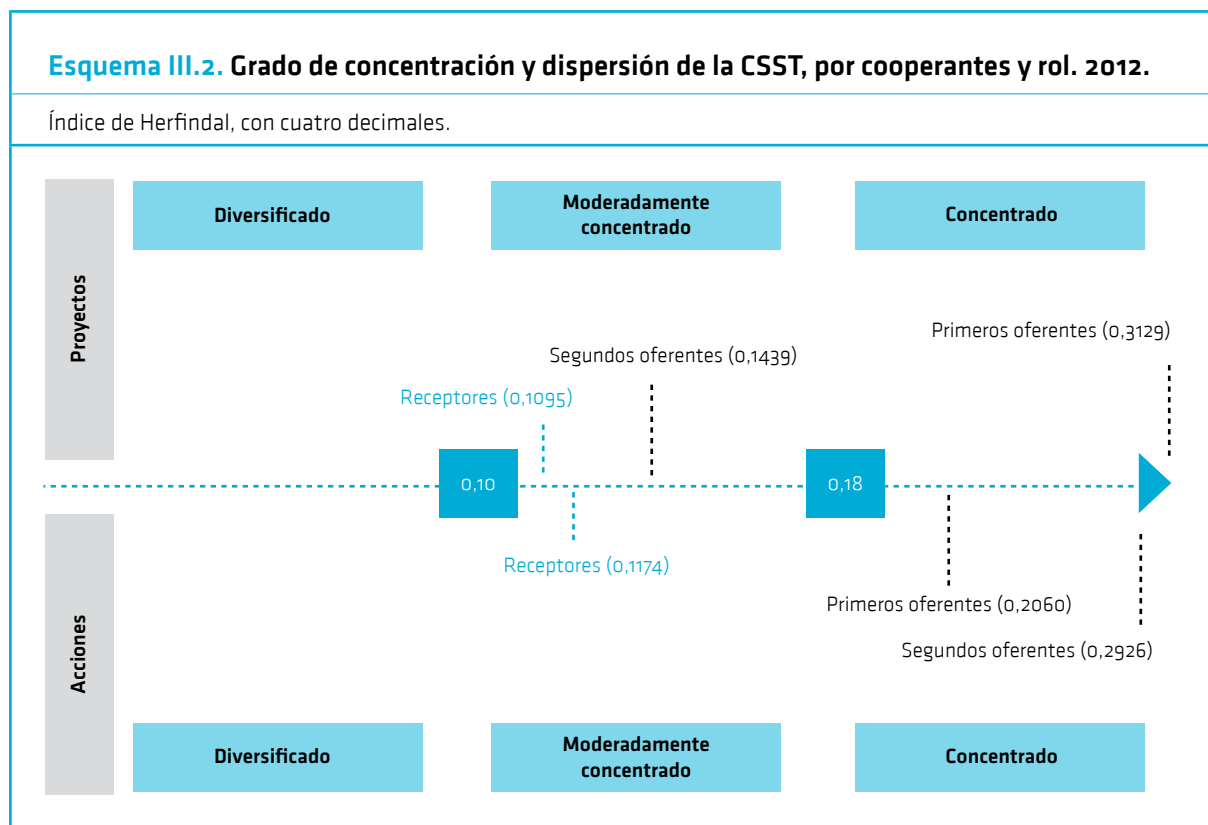 Esquema III.2. Grado de concentración y dispersión de la CSST, por cooperantes y rol. 2012.
Índice de Herfindal, con cuatro decimales.
Proyectos
Diversificado
Moderadamente
concentrado
Concentrado
Primeros oferentes (0,3129)
Segundos oferentes (0,1439)
Receptores (0,1095)
0,10
0,18
Receptores (0,1174)
Primeros oferentes (0,2060)
Segundos oferentes (0,2926)
Acciones
Diversificado
Moderadamente
concentrado
Concentrado